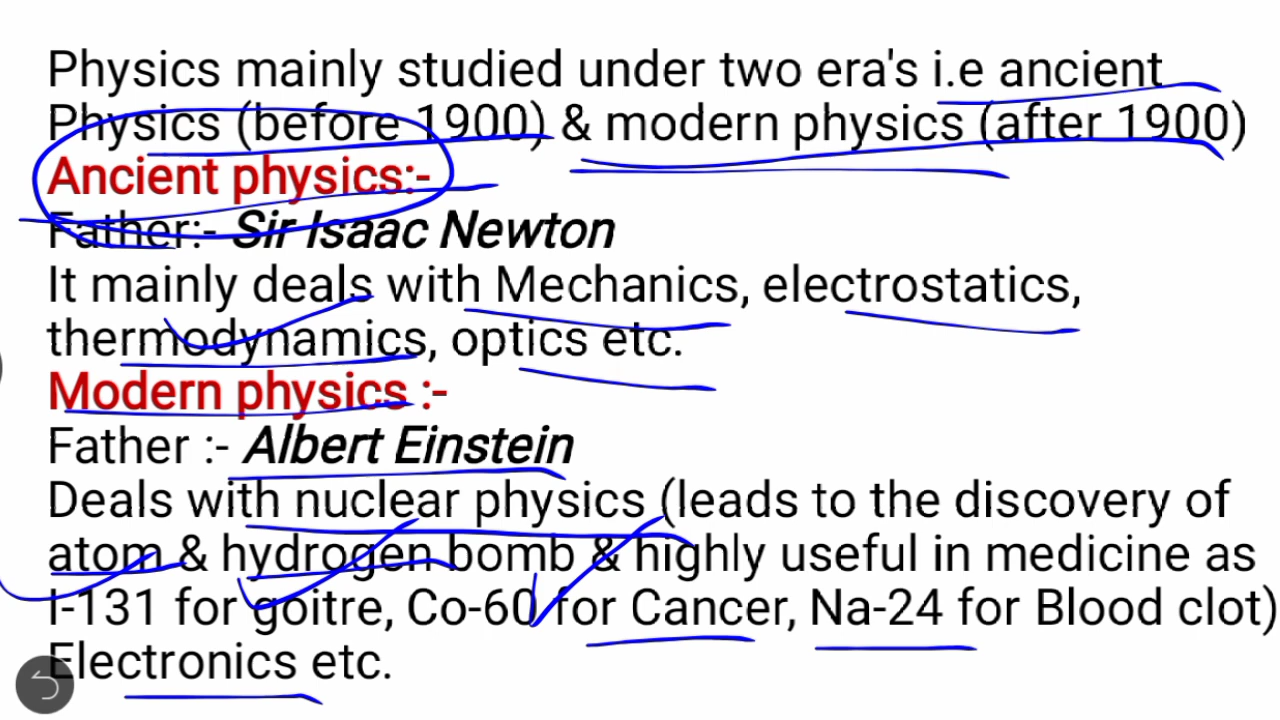 Physics mainly studied under two era's i.e ancient
Physics (before 1900) & modern physics (after 1900)
Ancient physics:-
Father:- Sir Isaac Newton
It mainly deals with Mechanics, electrostatics,
thermodynamics, optics etc.
Modern physics :-
Father :- Albert Einstein
Deals with nuclear physics (leads to the discovery of
atom & hydrogen bomb & highly useful in medicine as
I-131 for goitre, Co-60 for Cancer, Na-24 for Blood clot)
Electronics etc.